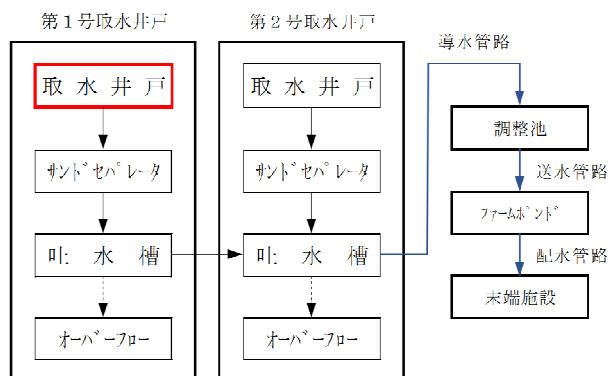 第１号取水井戸
取水井戸
ｻﾝﾄﾞｾﾊﾟﾚｰﾀ
吐水槽
ｵｰﾊﾞｰﾌﾛｰ
第２号取水井戸
取水井戸
ｻﾝﾄﾞｾﾊﾟﾚｰﾀ
吐水槽
ｵｰﾊﾞｰﾌﾛｰ
導水管路
調整池
送水管路
ﾌｧｰﾑﾎﾟﾝﾄﾞ
配水管路
末端施設